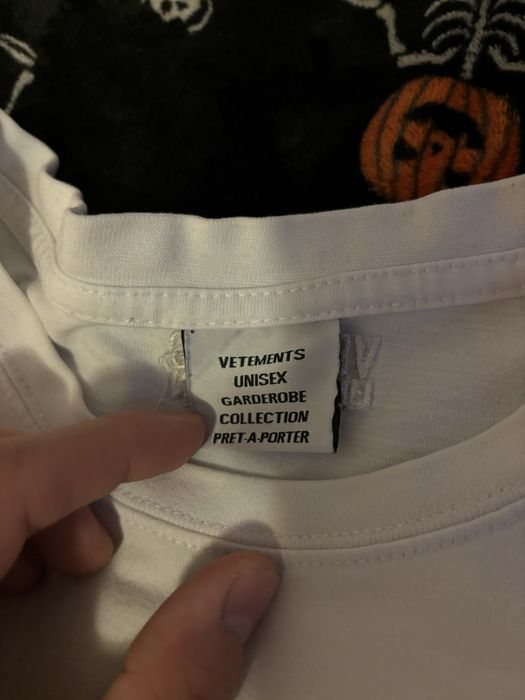 VETEMENTS
UNISEX
GARDEROBE
COLLECTION
PRET-A-PORTER